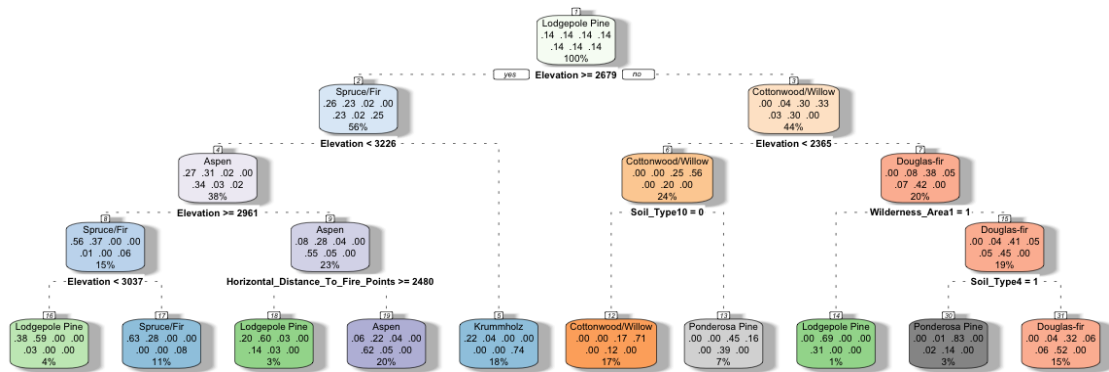 1
Lodgepole Pine
.14 .14 .14 .14
.14 .14 .14
100%
yes Elevation >= 2679 no
2
Spruce/Fir
.26 .23 .02 .00
.23 .02 .25
56%
Elevation < 3226
3
Cottonwood/Willow
.00 .04 .30 .33
.03 .30 .00
44%
Elevation < 2365
4
Aspen
.27 .31 .02 .00
.34 .03 .02
38%
Elevation >= 2961
6
Cottonwood/Willow
.00 .00 .25 .56
.00 .20 .00
24%
Soil_Type10 = 0
7
Douglas-fir
.00 .08 .38 .05
.07 .42 .00
20%
Wilderness_Area1 = 1
8
Spruce/Fir
.56 .37 .00 .00
.01 .00 .06
15%
Elevation < 3037
9
Aspen
.08 .28 .04 .00
.55 .05 .00
23%
Horizontal_Distance_To_Fire_Points >= 2480
15
Douglas-fir
.00 .04 .41 .05
.05 .45 .00
19%
Soil_Type4 = 1
16
Lodgepole Pine
.38 .59 .00 .00
.03 .00 .00
4%
17
Spruce/Fir
.63 .28 .00 .00
.00 .00 .08
11%
18
Lodgepole Pine
.20 .60 .03 .00
.14 .03 .00
3%
19
Aspen
.06 .22 .04 .00
.62 .05 .00
20%
5
Krummholz
.22 .04 .00 .00
.00 .00 .74
18%
12
Cottonwood/Willow
.00 .00 .17 .71
.00 .12 .00
17%
13
Ponderosa Pine
.00 .00 .45 .16
.00 .39 .00
7%
14
Lodgepole Pine
.00 .69 .00 .00
.31 .00 .00
1%
30
Ponderosa Pine
.00 .01 .83 .00
.02 .14 .00
3%
31
Douglas-fir
.00 .04 .32 .06
.06 .52 .00
15%